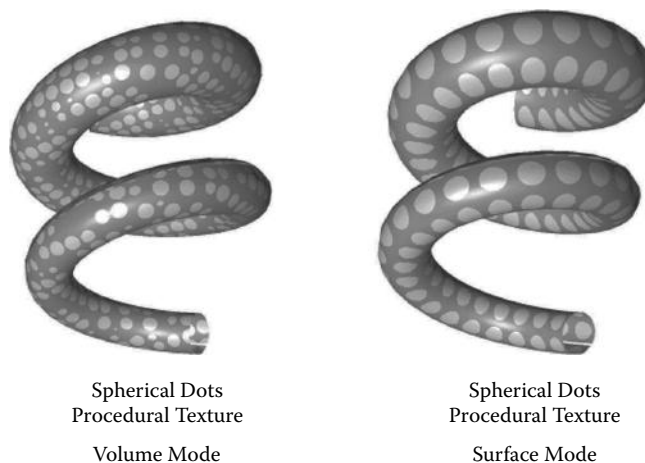 Spherical Dots
Procedural Texture
Volume Mode
Spherical Dots
Procedural Texture
Surface Mode